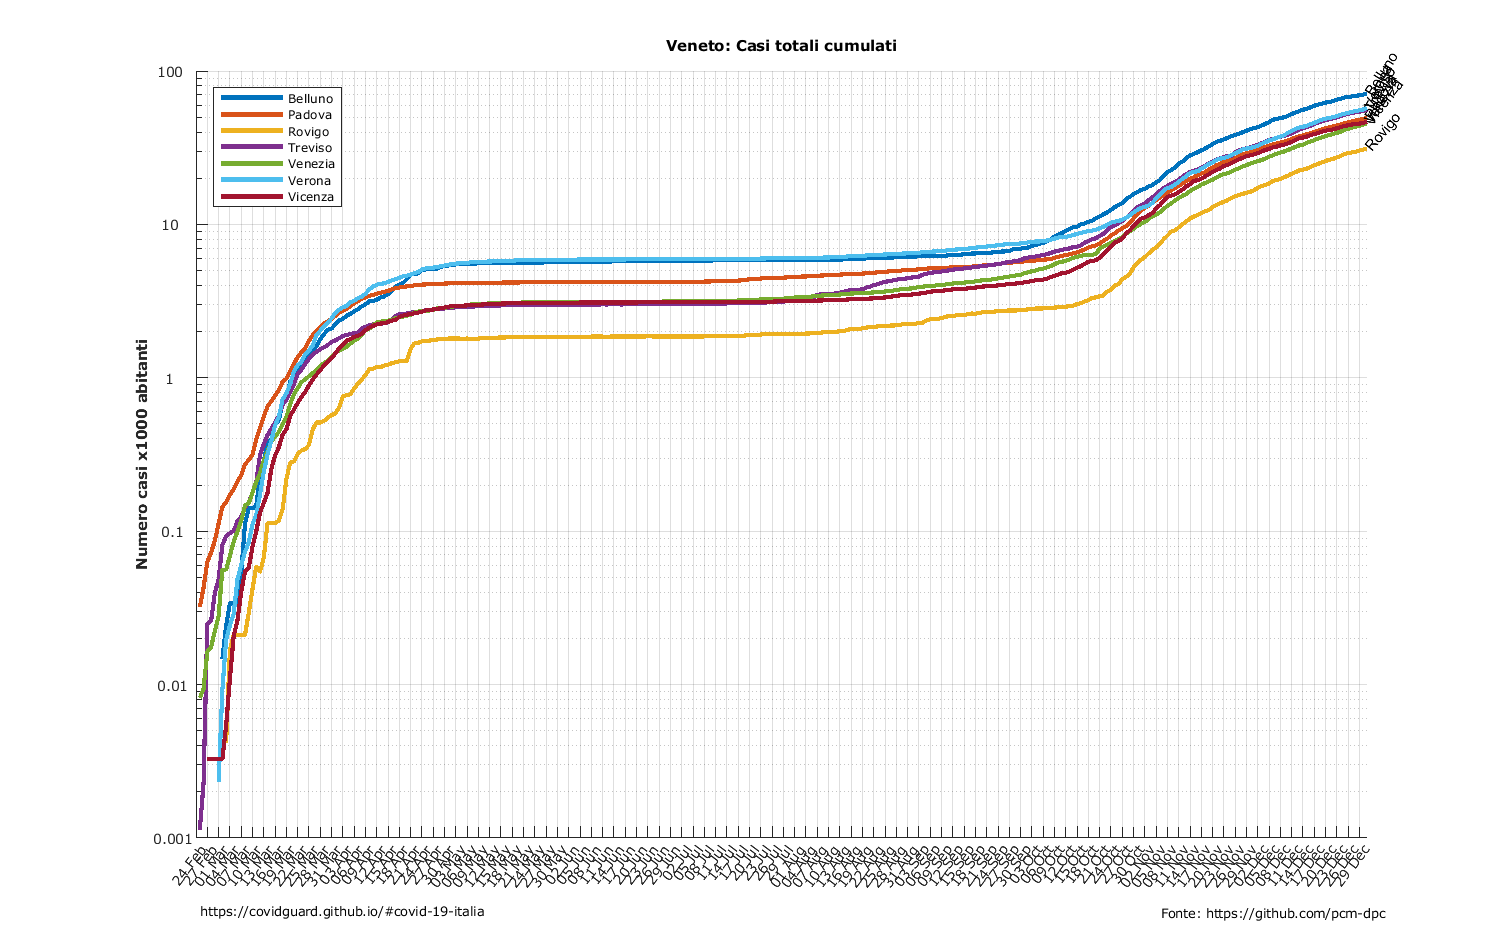 Veneto: Casi totali cumulati
Numero casi x1000 abitanti
100
10
1
0.1
0.01
0.001
Belluno
Padova
Rovigo
Treviso
Venezia
Verona
Vicenza
Belluno
Vicenza
Rovigo
24 Feb
27 Feb
01 Mar
04 Mar
07 Mar
10 Mar
13 Mar
16 Mar
19 Mar
22 Mar
25 Mar
28 Mar
31 Mar
03 Apr
06 Apr
09 Apr
12 Apr
15 Apr
18 Apr
21 Apr
24 Apr
27 Apr
30 Apr
03 May
06 May
09 May
12 May
15 May
18 May
21 May
24 May
27 May
30 May
02 Jun
05 Jun
08 Jun
11 Jun
14 Jun
17 Jun
20 Jun
23 Jun
26 Jun
29 Jun
02 Jul
05 Jul
08 Jul
11 Jul
14 Jul
17 Jul
20 Jul
23 Jul
26 Jul
29 Jul
01 Aug
04 Aug
07 Aug
10 Aug
13 Aug
16 Aug
19 Aug
22 Aug
25 Aug
28 Aug
31 Aug
03 Sep
06 Sep
09 Sep
12 Sep
15 Sep
18 Sep
21 Sep
24 Sep
27 Sep
30 Sep
03 Oct
06 Oct
09 Oct
12 Oct
15 Oct
18 Oct
21 Oct
24 Oct
27 Oct
30 Oct
02 Nov
05 Nov
08 Nov
11 Nov
14 Nov
17 Nov
20 Nov
23 Nov
26 Nov
29 Nov
02 Dec
05 Dec
08 Dec
11 Dec
14 Dec
17 Dec
20 Dec
23 Dec
26 Dec
29 Dec
https://covidguard.github.io/#covid-19-italia
Fonte: https://github.com/pcm-dpc